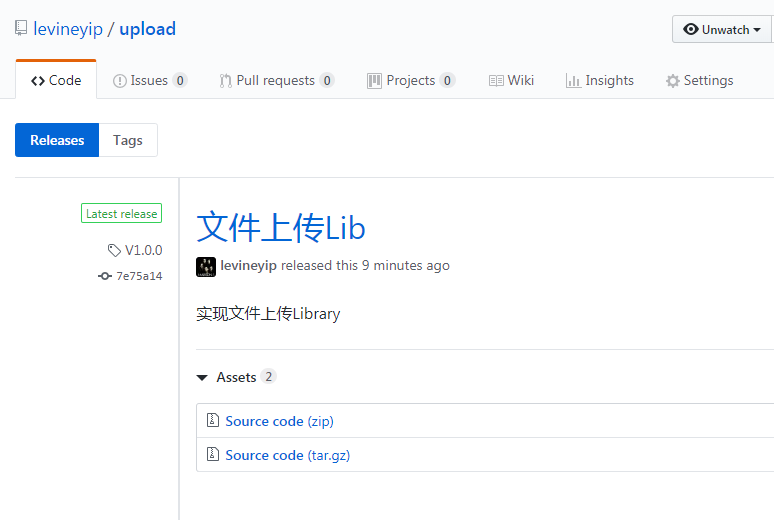 levineyip / upload
Unwatch
Code
Issues 0
Pull requests 0
Projects 0
Wiki
Insights
Settings
Releases
Tags
Latest release
V1.0.0
7e75a14
文件上传Lib
levineyip released this 9 minutes ago
实现文件上传Library
Assets 2
Source code (zip)
Source code (tar.gz)